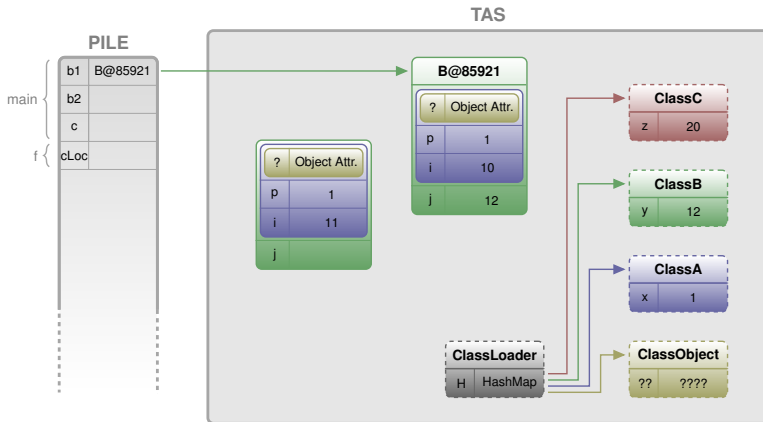 TAS
PILE
main
b1 B@85921
b2
c
f
cLoc
B@85921
? Object Attr.
p 1
i 10
j 12
? Object Attr.
p 1
i 11
j
ClassC
z 20
ClassB
y 12
ClassA
x 1
ClassLoader
H HashMap
ClassObject
?? ????